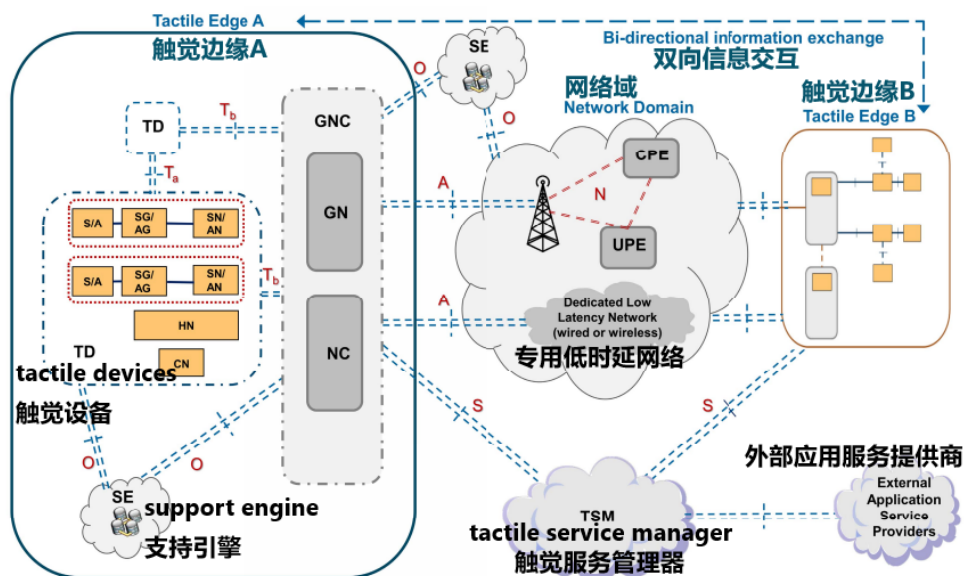 Tactile Edge A
触觉边缘A
Bi-directional information exchange
双向信息交互
SE
O
O
网络域
Network Domain
触觉边缘B
Tactile Edge B
TD
Tb
GNC
Ta
CPE
A
N
GN
UPE
S/A
SG/
AG
SN/
AN
S/A
SG/
AG
SN/
AN
Tb
HN
CN
TD
tactile devices
触觉设备
NC
A
Dedicated Low
Latency Network
(wired or wireless)
专用低时延网络
S
S
O
O
SE
support engine
支持引擎
TSM
tactile service manager
触觉服务管理器
外部应用服务提供商
External
Application
Service
Providers